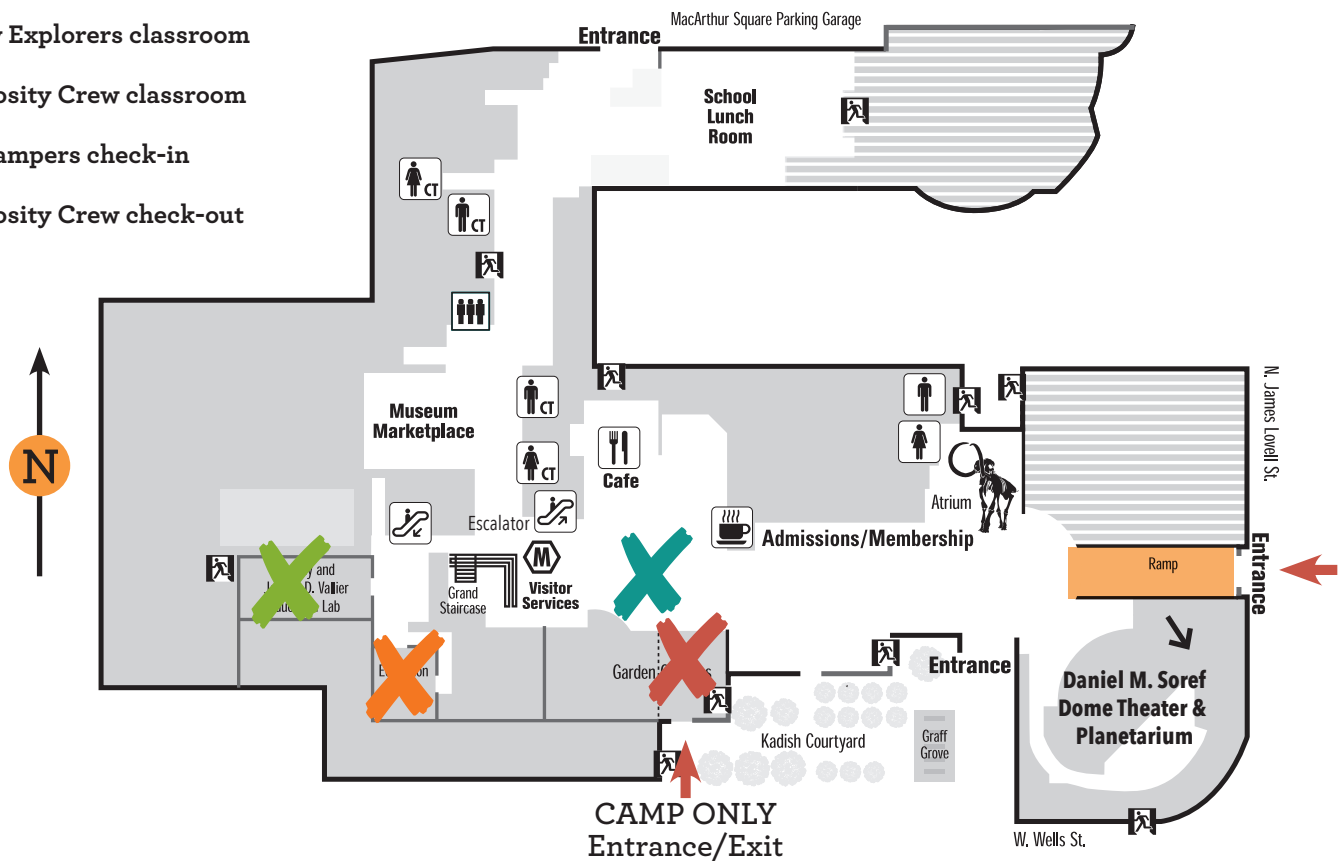 Explorers classroom
osity Crew classroom
ampers check-in
osity Crew check-out
MacArthur Square Parking Garage
Entrance
School
Lunch
Room
CT
CT
N
Museum
Marketplace
CT
CT
Cafe
Escalator
Atrium
Admissions/Membership
N. James Lovell St.
Entrance
Ramp
M
Visitor
Services
Grand
Staircase
y and
D. Valier
Lab
Garden
Entrance
Daniel M. Soref
Dome Theater &
Planetarium
Kadish Courtyard
Graff
Grove
CAMP ONLY
Entrance/Exit
W. Wells St.